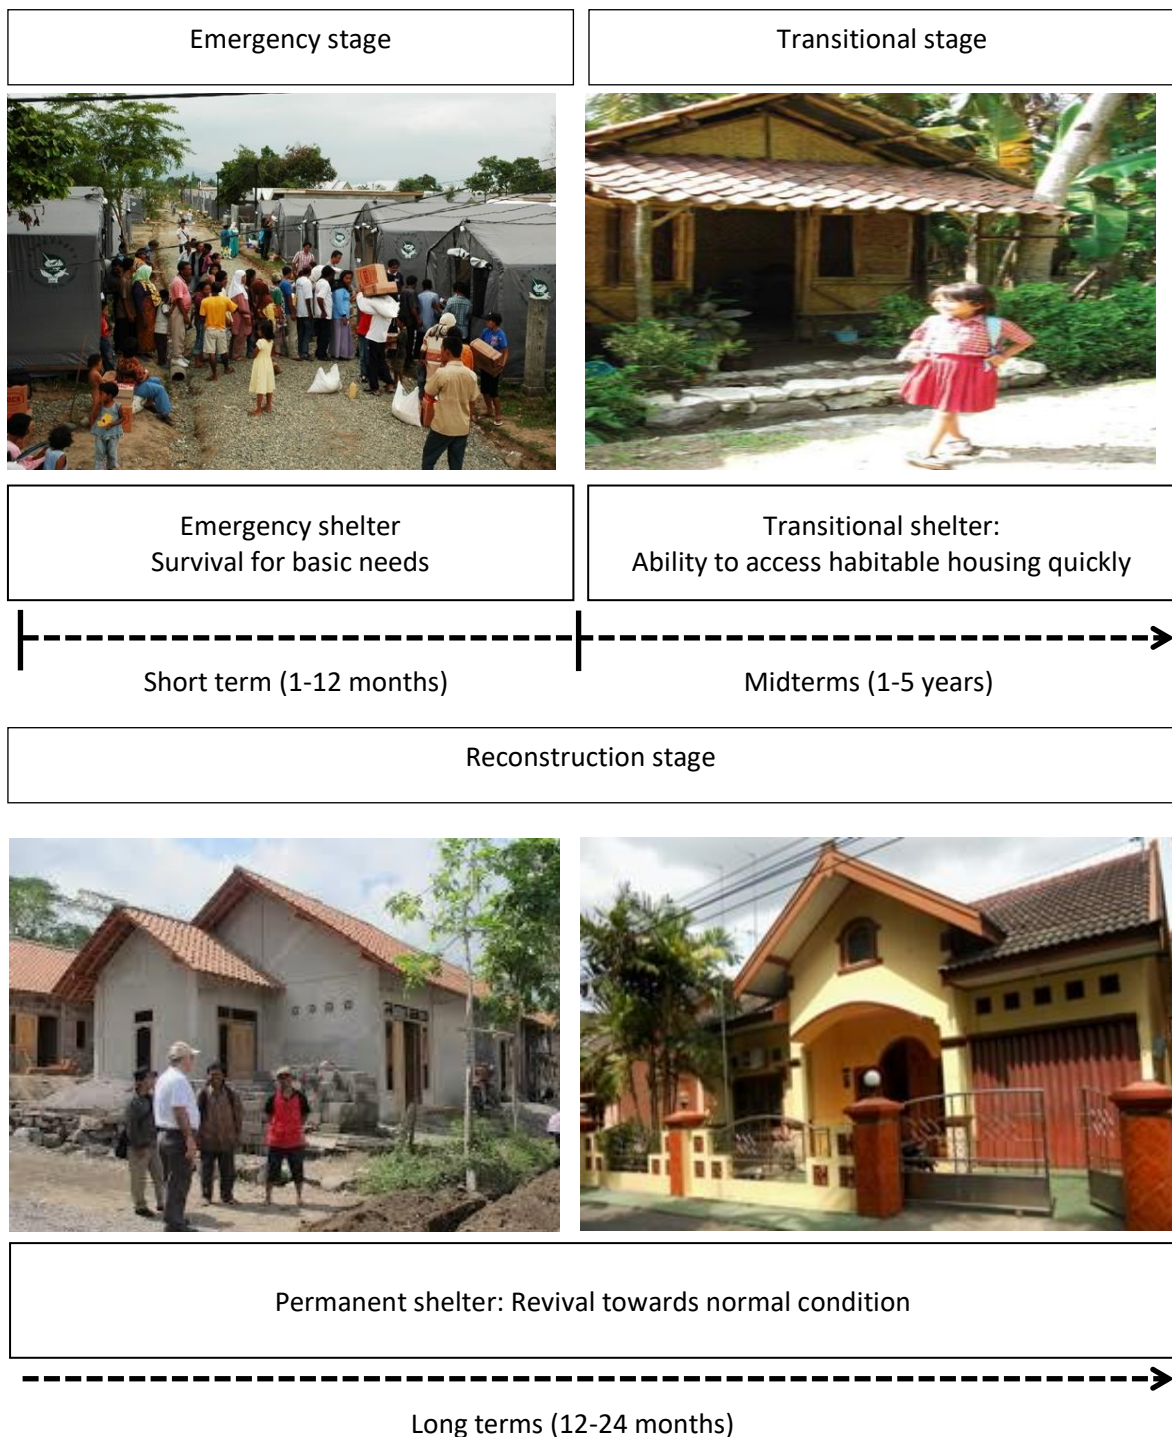 Emergency stage
Transitional stage
Emergency shelter
Survival for basic needs
Transitional shelter:
Ability to access habitable housing quickly
Short term (1-12 months)
Midterms (1-5 years)
Reconstruction stage
Permanent shelter: Revival towards normal condition
Long terms (12-24 months)